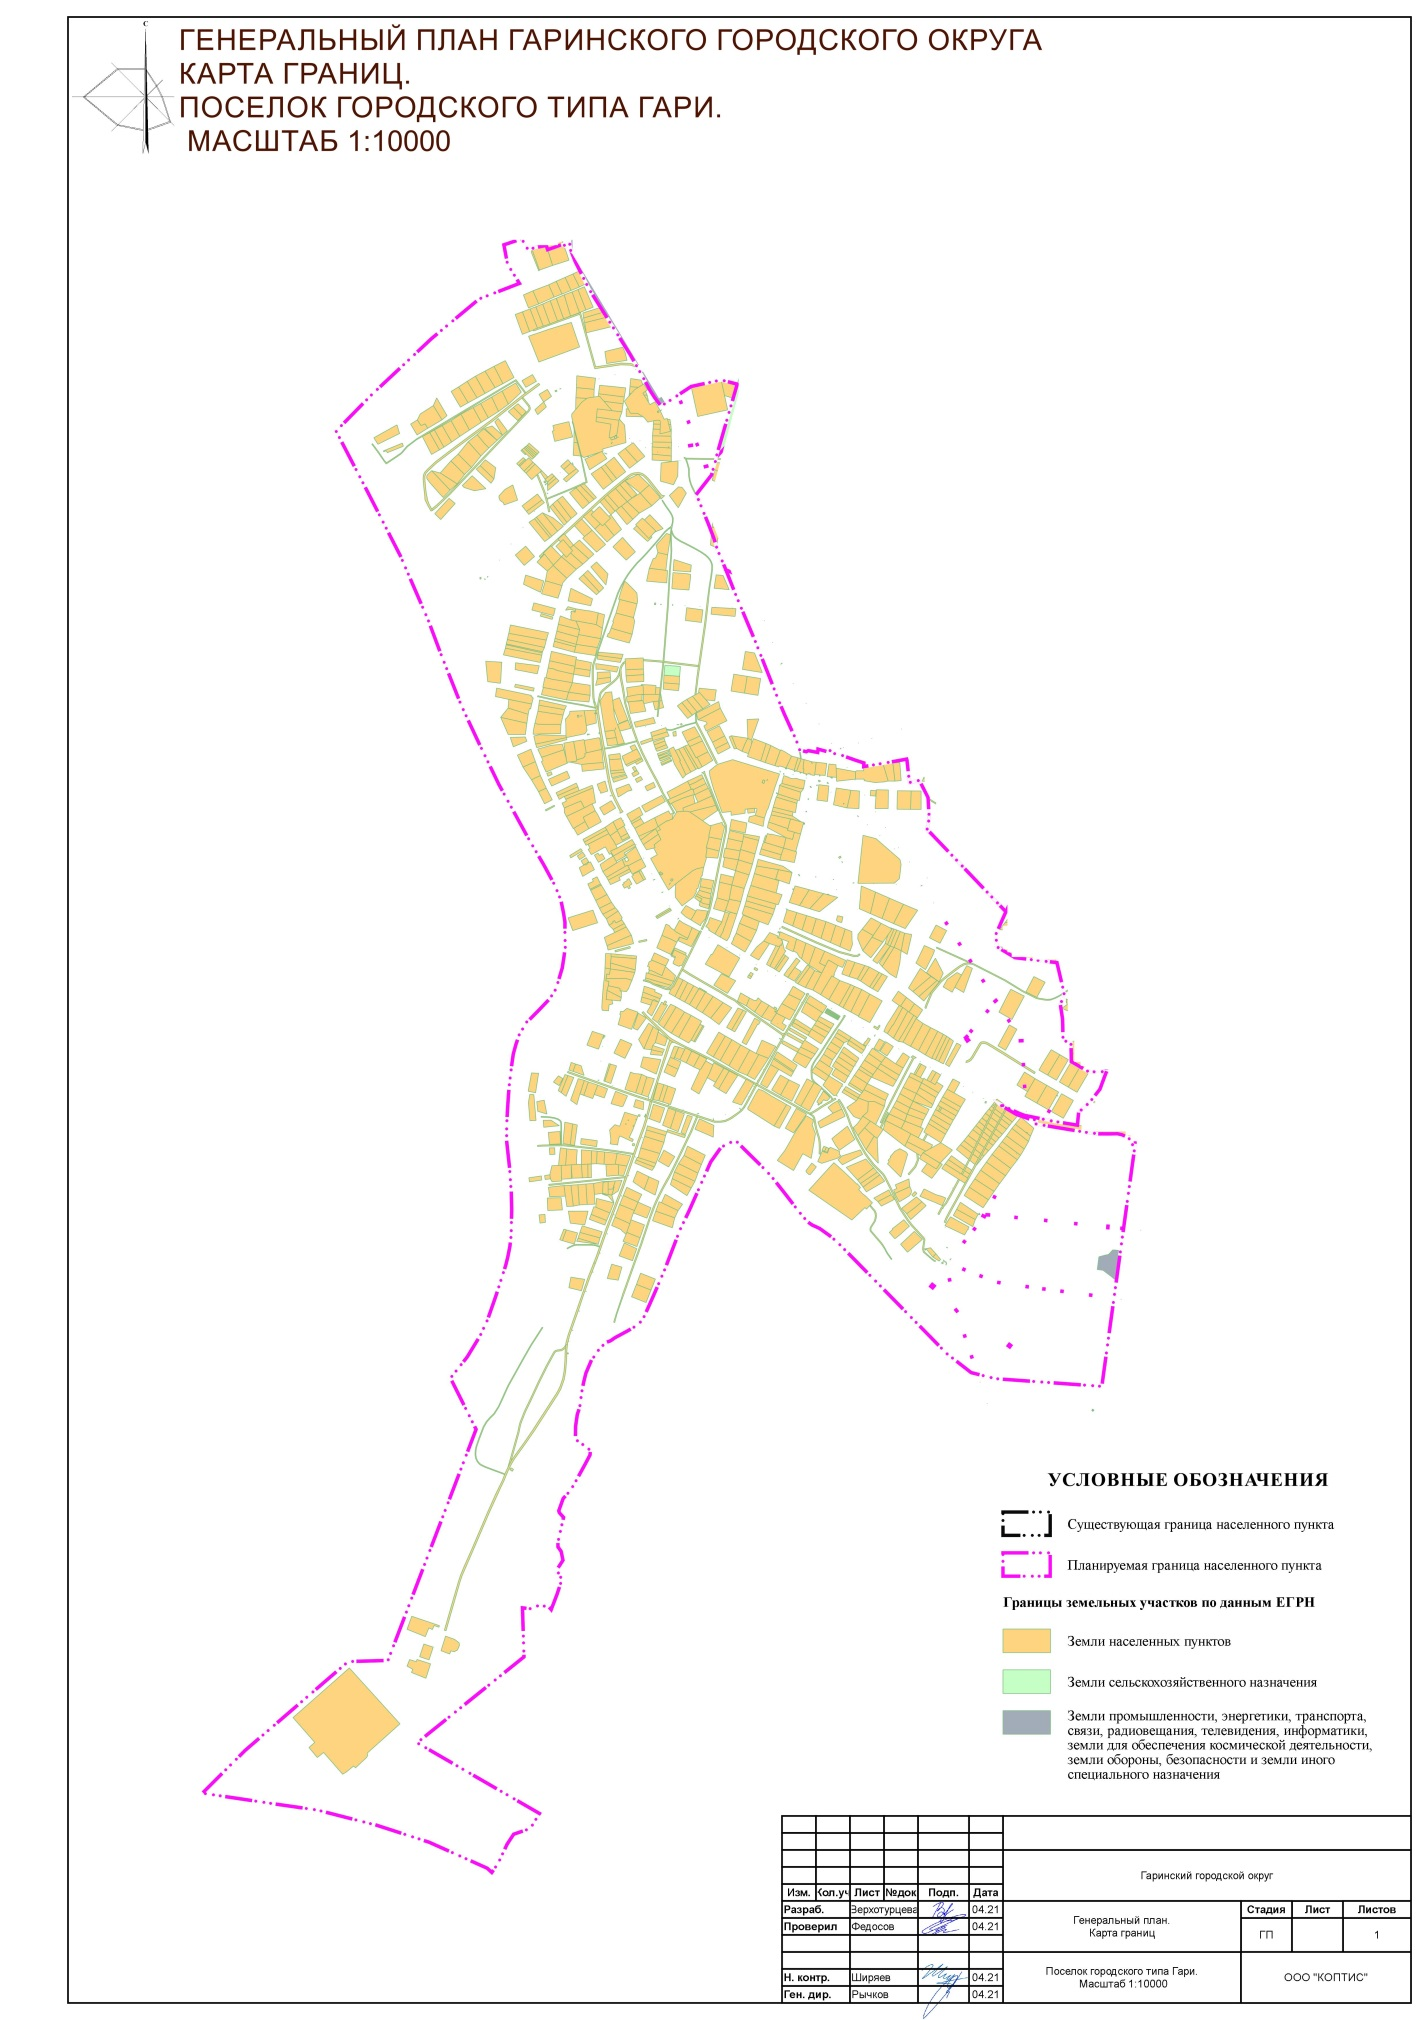 С
ГЕНЕРАЛЬНЫЙ ПЛАН ГАРИНСКОГО ГОРОДСКОГО ОКРУГА
КАРТА ГРАНИЦ.
ПОСЕЛОК ГОРОДСКОГО ТИПА ГАРИ.
МАСШТАБ 1:10000
УСЛОВНЫЕ ОБОЗНАЧЕНИЯ
Существующая граница населенного пункта
Планируемая граница населенного пункта
Границы земельных участков по данным ЕГРН
Земли населенных пунктов
Земли сельскохозяйственного назначения
Земли промышленности, энергетики, транспорта,
связи, радиовещания, телевидения, информатики,
земли для обеспечения космической деятельности,
земли обороны, безопасности и земли иного
специального назначения
Гаринский городской округ
Изм. Кол.уч Лист №док Подп. Дата
Разраб. Верхотурцева 04.21
Проверил Федосов 04.21
Н. контр. Ширяев 04.21
Ген. дир. Рычков 04.21
Генеральный план.
Карта границ
Стадия Лист Листов
ГП 1
Поселок городского типа Гари.
Масштаб 1:10000
ООО "КОПТИС"